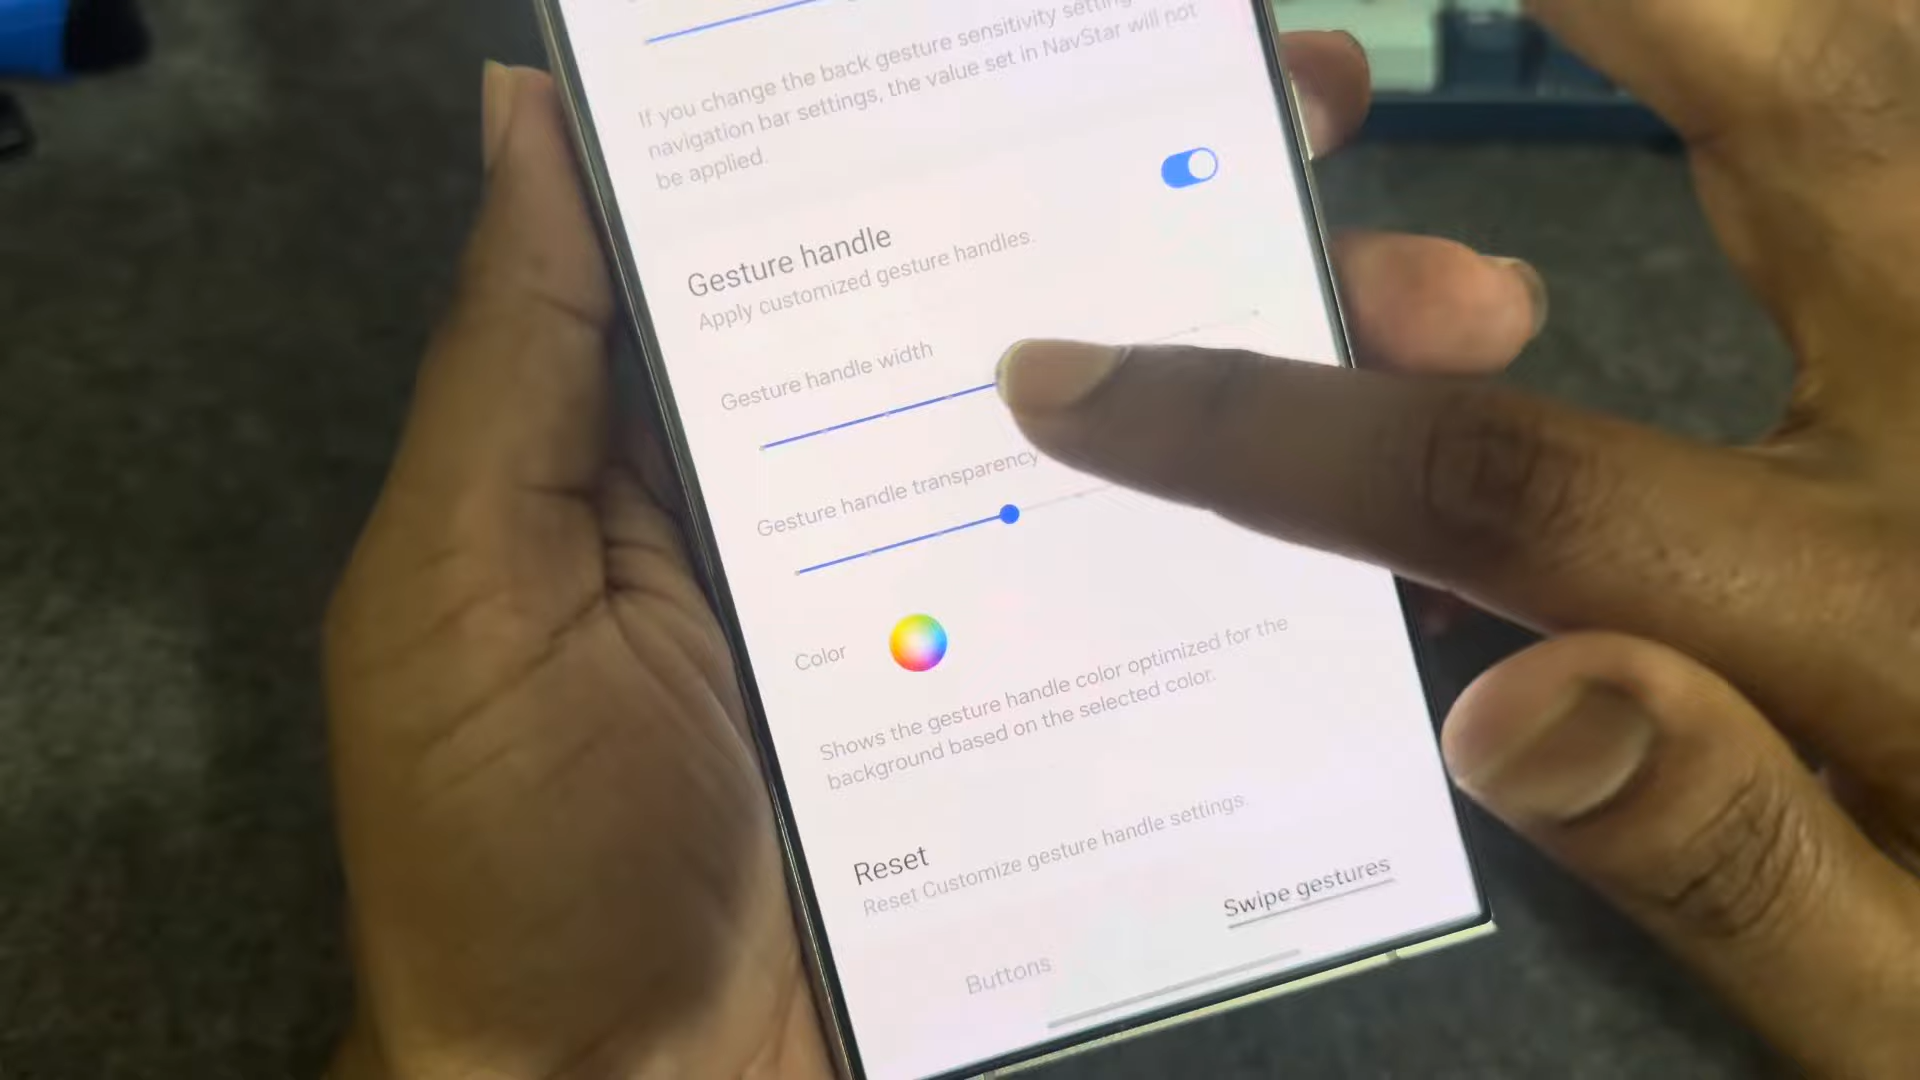 If you change the back gesture sensitivity
navigation bar settings, the value set in NavStar will not
be applied.
Gesture handle
Apply customized gesture handles.
Gesture handle width
Gesture handle transparency
Color
Shows the gesture handle color optimized for the
background based on the selected color.
Reset
Reset Customize gesture handle settings.
Buttons
Swipe gestures